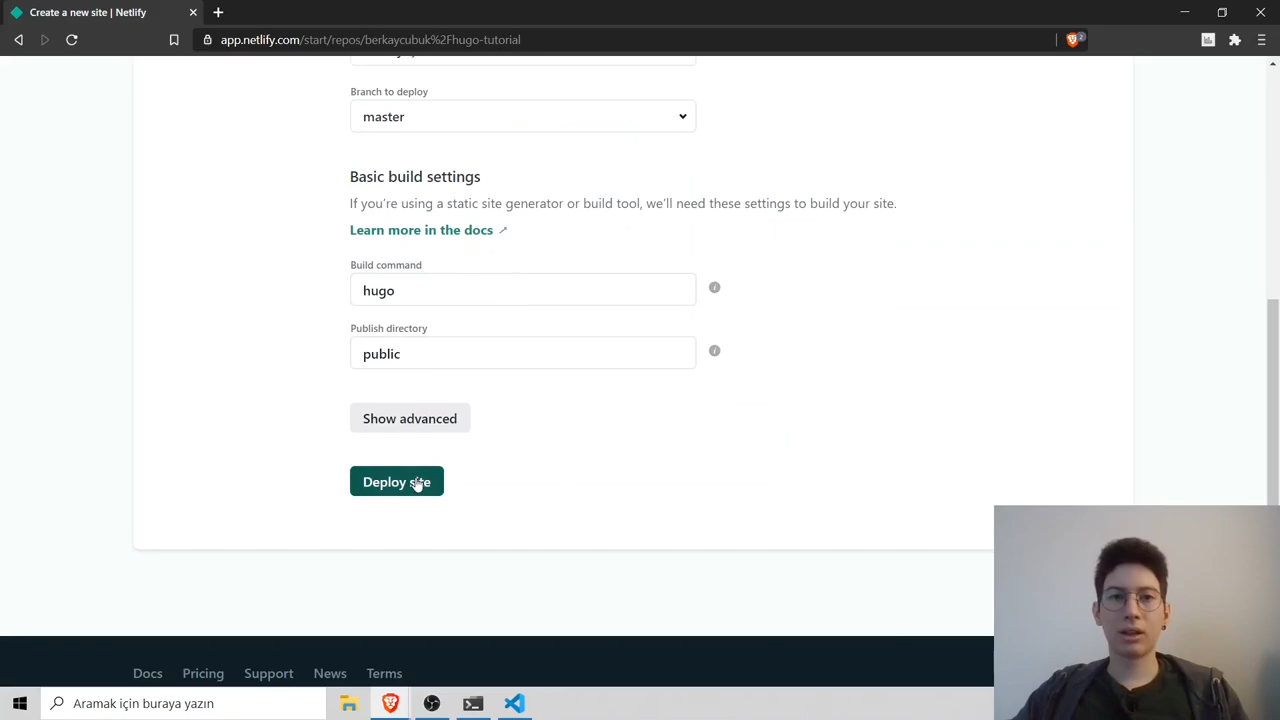 Create a new site | Netlify
app.netlify.com/start/repos/berkaycubuk%2Fhugo-tutorial
2
Branch to deploy
master
Basic build settings
If you're using a static site generator or build tool, we'll need these settings to build your site.
Learn more in the docs
Build command
hugo
Publish directory
public
Show advanced
Deploy site
Docs Pricing Support News Terms
Aramak için buraya yazın